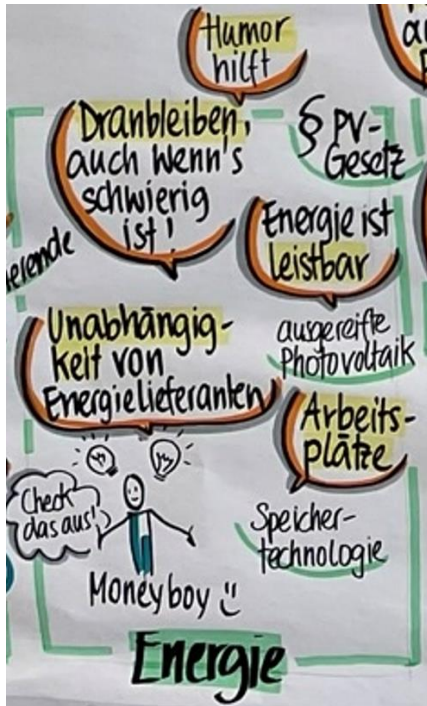 Humor
hilft
Dranbleiben,
auch wenn's
schwierig
ist!
§ PV-
Gesetz
Energie ist
leistbar
Unabhängig-
keit von
Energielieferanten
ausgereifte
Photovoltaik
Arbeits-
plätze
Check
das aus!
Speicher-
technologie
Moneyboy
Energie